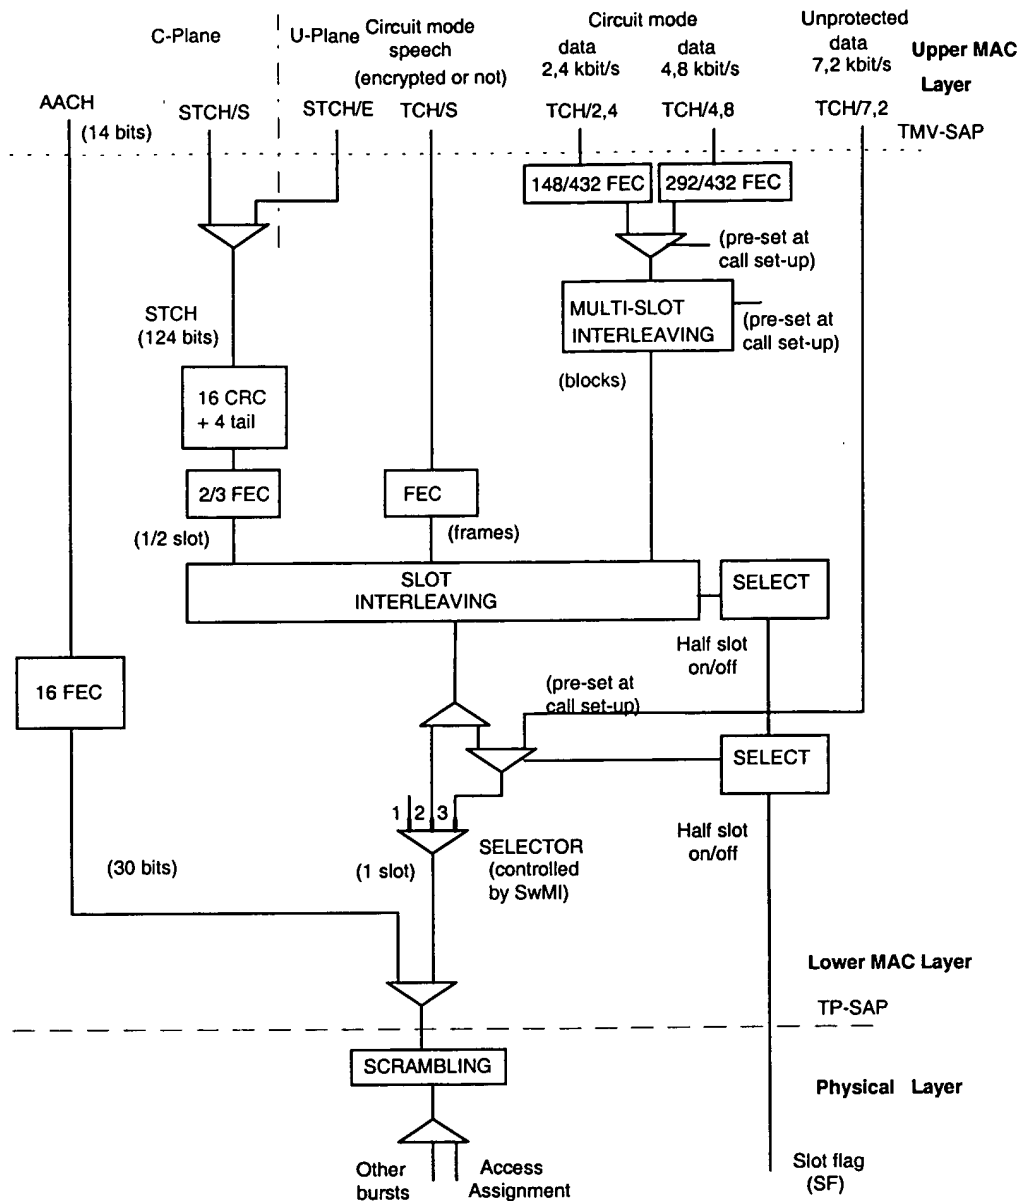 C-Plane
U-Plane
Circuit mode
speech
(encrypted or not)
Circuit mode
data
2,4 kbit/s
data
4,8 kbit/s
Unprotected
data
7,2 kbit/s
Upper MAC
Layer
AACH
(14 bits)
STCH/S
STCH/E
TCH/S
TCH/2,4
TCH/4,8
TCH/7,2
TMV-SAP
148/432 FEC
292/432 FEC
(pre-set at
call set-up)
STCH
(124 bits)
MULTI-SLOT
INTERLEAVING
(pre-set at
call set-up)
(blocks)
16 CRC
+ 4 tail
2/3 FEC
FEC
(1/2 slot)
(frames)
SLOT
INTERLEAVING
SELECT
Half slot
on/off
16 FEC
(pre-set at
call set-up)
SELECT
1 2 3
SELECTOR
(controlled
by SwMI)
Half slot
on/off
(30 bits)
(1 slot)
Lower MAC Layer
TP-SAP
SCRAMBLING
Physical Layer
Other
bursts
Access
Assignment
Slot flag
(SF)